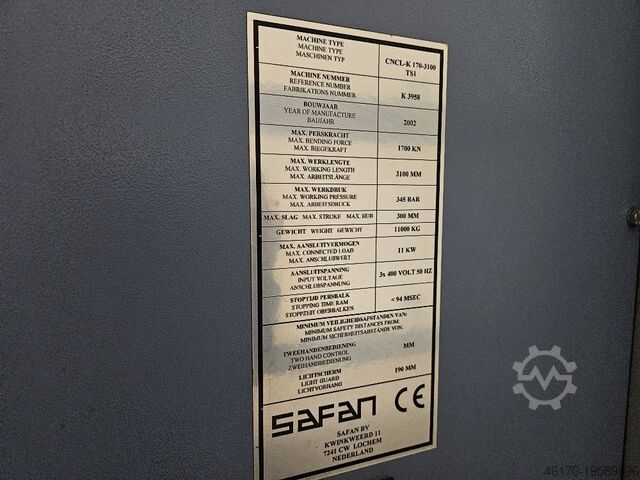 MACHINE TYPE
MACHINE TYPE
MASCHINEN TYP
CNCL-K 170-3100
TS1
MACHINE NUMMER
REFERENCE NUMBER
FABRIKATIONS NUMMER
K 3958
BOUWJAAR
YEAR OF MANUFACTURE
BAUJAHR
2002
MAX. PERSKRACHT
MAX. BENDING FORCE
MAX. BIEGEKRAFT
1700 KN
MAX. WERKLENGTE
MAX. WORKING LENGTH
MAX. ARBEITSLÄNGE
3100 MM
MAX. WERKDRUK
MAX. WORKING PRESSURE
MAX. ARBEITSDRUCK
345 BAR
MAX. SLAG MAX. STROKE MAX. HUB
300 MM
GEWICHT WEIGHT GEWICHT
11000 KG
MAX. AANSLUITVERMOGEN
MAX. CONNECTED LOAD
MAX. ANSCHLUßWERT
11 KW
AANSLUITSPANNING
INPUT VOLTAGE
ANSCHLUBSPANNUNG
3x 400 VOLT 50 HZ
STOPTIJD PERSBALK
STOPPING TIME RAM
STOPPZEIT OBERBALKEN
< 94 MSEC
MINIMUM VEILIGHEIDSAFSTANDEN VAN:
MINIMUM SAFETY DISTANCES FROM:
MINIMUM SICHERHEITSABSTÄNDE VON:
TWEEHANDENBEDIENING
TWO HAND CONTROL
ZWEIHANDBEDIENUNG
MM
LICHTSCHERM
LIGHT GUARD
LICHTVORHANG
190 MM
SAFAN CE
SAFAN BV
KWINKWEERD 11
7241 CW LOCHEM
NEDERLAND
46170-19589636